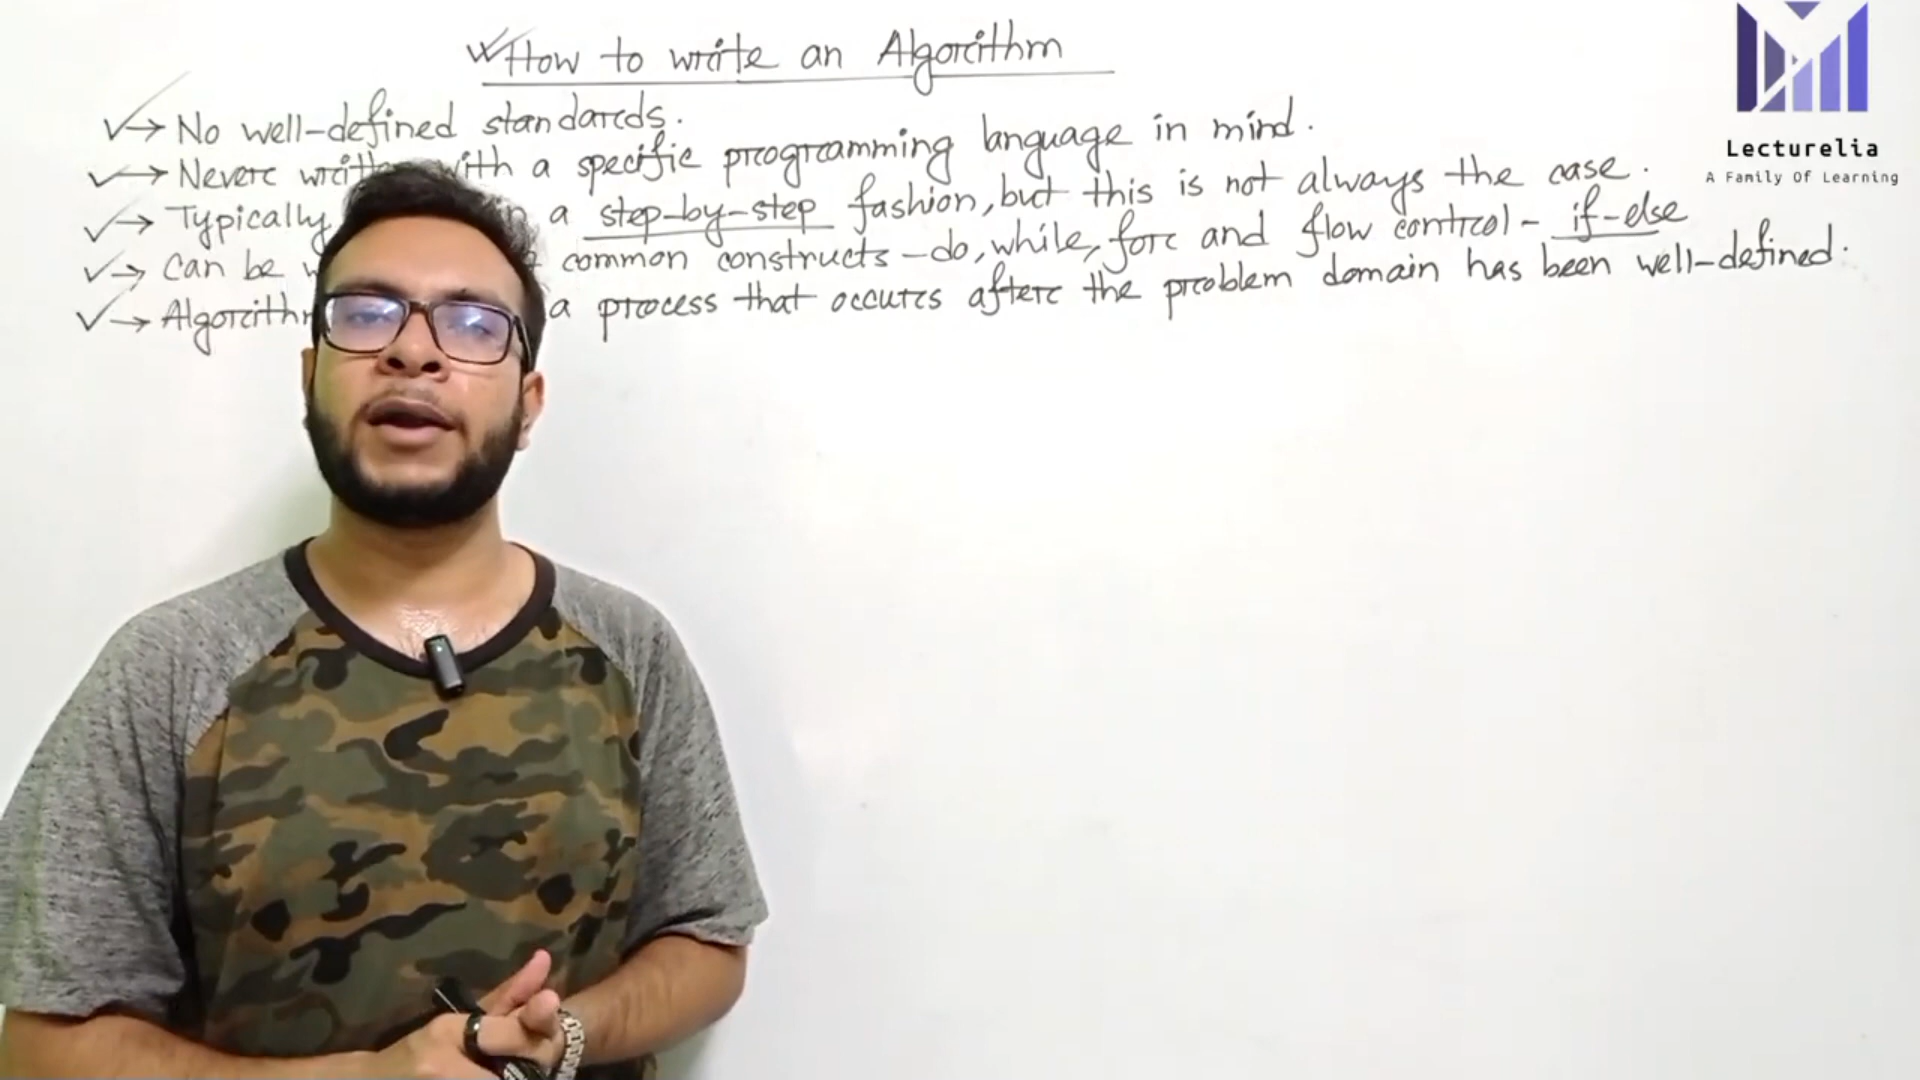 How to write an Algorithm
→ No well-defined standards.
→ Never with a specific programming language in mind.
→ Typically a step-by-step fashion, but this is not always the case.
→ Can be common constructs - do, while, for and flow control - if-else
→ a process that occurs after the problem domain has been well-defined.
Lecturelia
A Family Of Learning